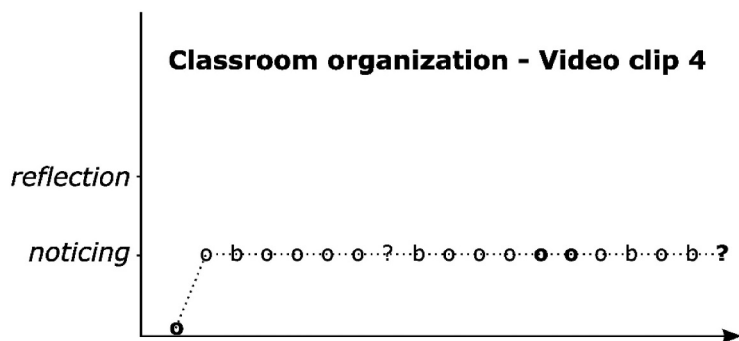 Classroom organization - Video clip 4
reflection
noticing o b o o o o ? b o o o o o o b o b ?
o